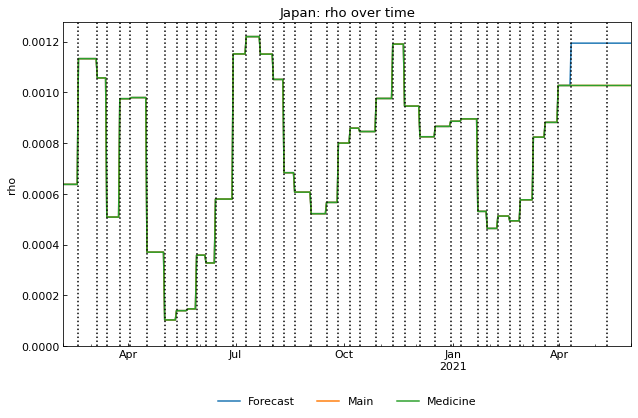 Japan: rho over time
0.0012
0.0010
0.0008
rho
0.0006
0.0004
0.0002
0.0000
Apr Jul Oct Jan Apr
2021
Forecast Main Medicine